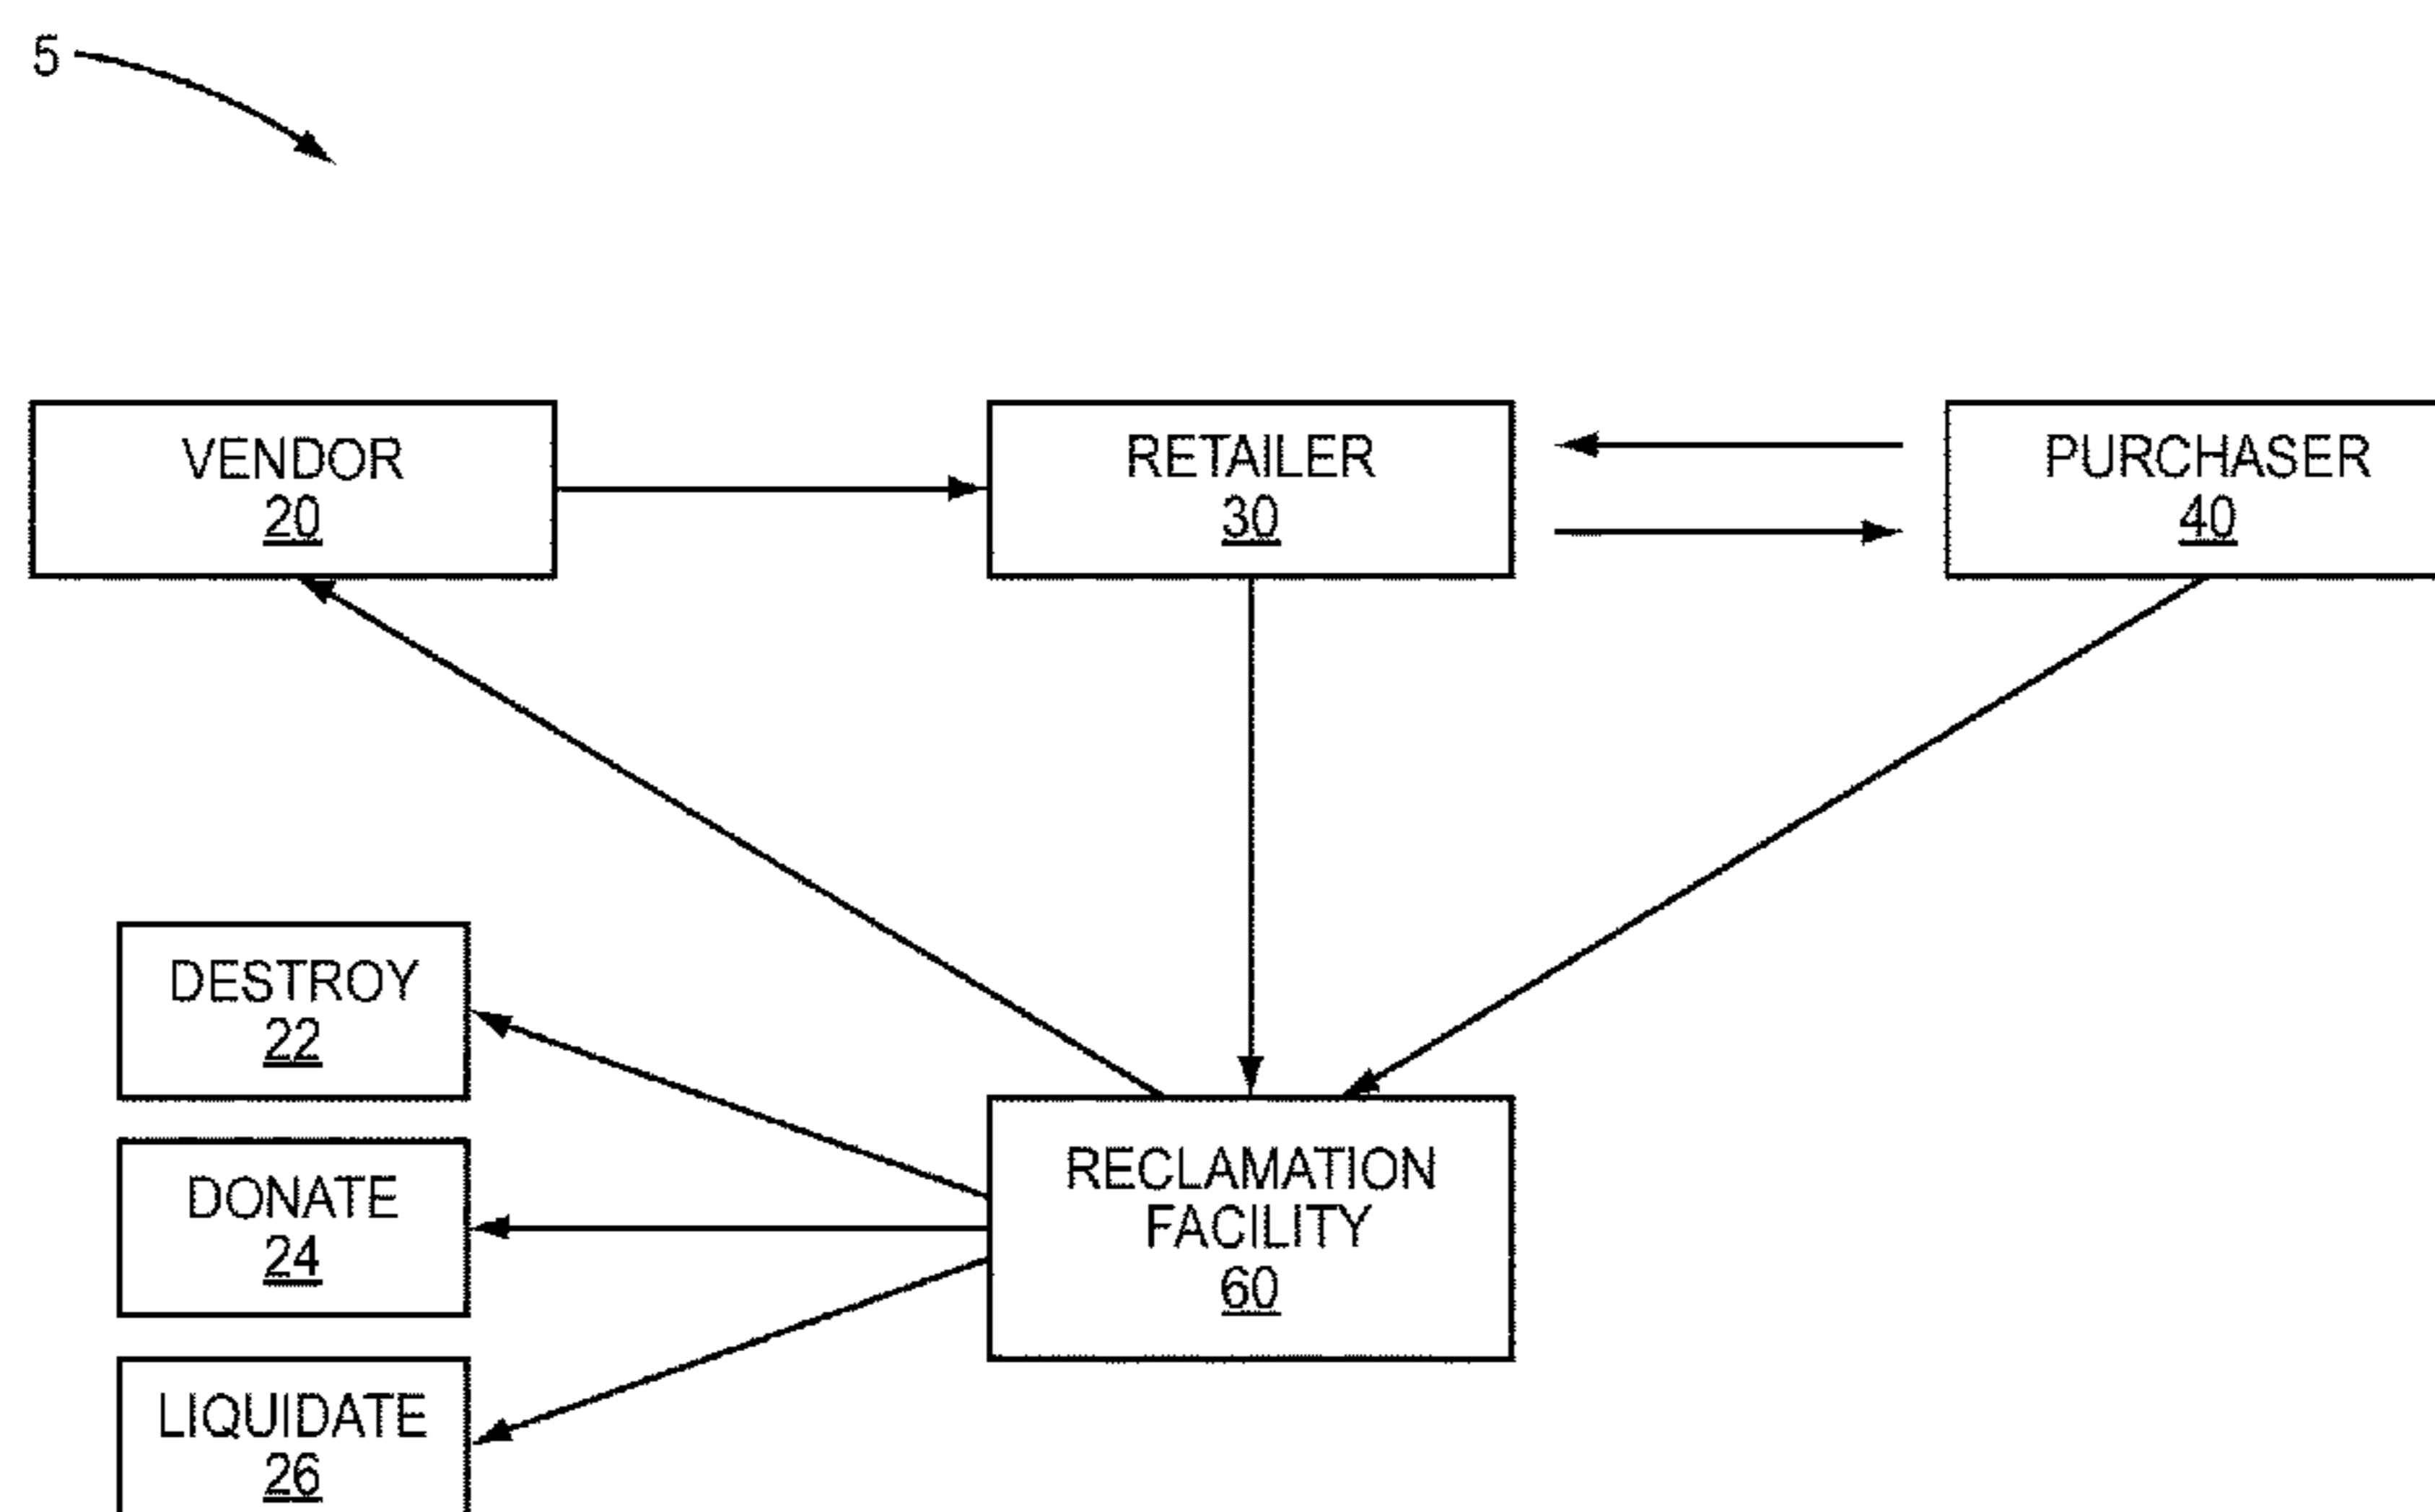 5
VENDOR
20
RETAILER
30
PURCHASER
40
DESTROY
22
DONATE
24
LIQUIDATE
26
RECLAMATION
FACILITY
60